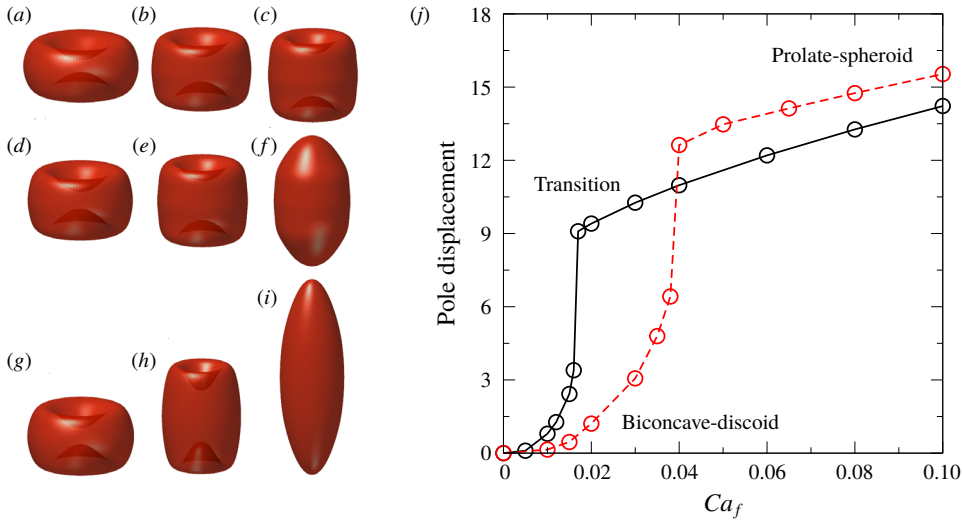 (a)
(b)
(c)
(d)
(e)
(f)
(g)
(h)
(i)
(j)
18
15
12
9
6
3
0
Pole displacement
Prolate-spheroid
Transition
Biconcave-discoid
0
0.02
0.04
0.06
0.08
0.10
Ca_f